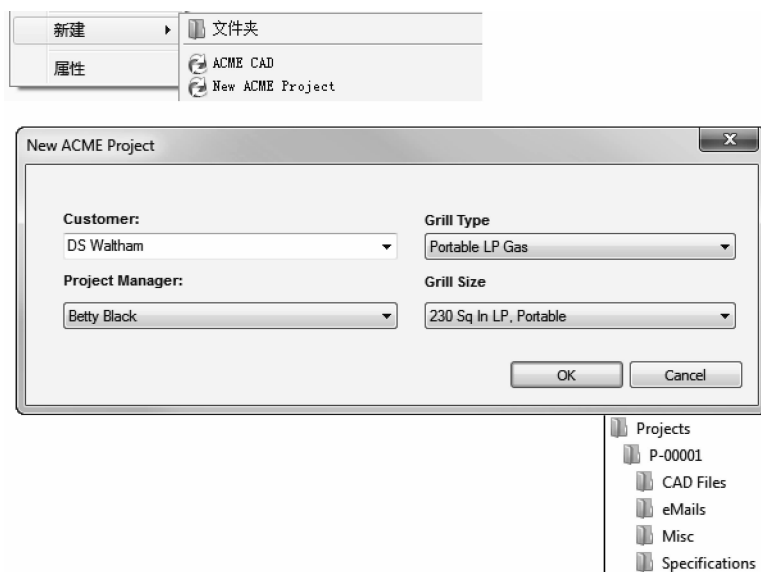 新建
文件夹
属性
ACME CAD
New ACME Project
New ACME Project
Customer:
DS Waltham
Grill Type
Portable LP Gas
Project Manager:
Betty Black
Grill Size
230 Sq In LP, Portable
OK
Cancel
Projects
P-00001
CAD Files
eMails
Misc
Specifications